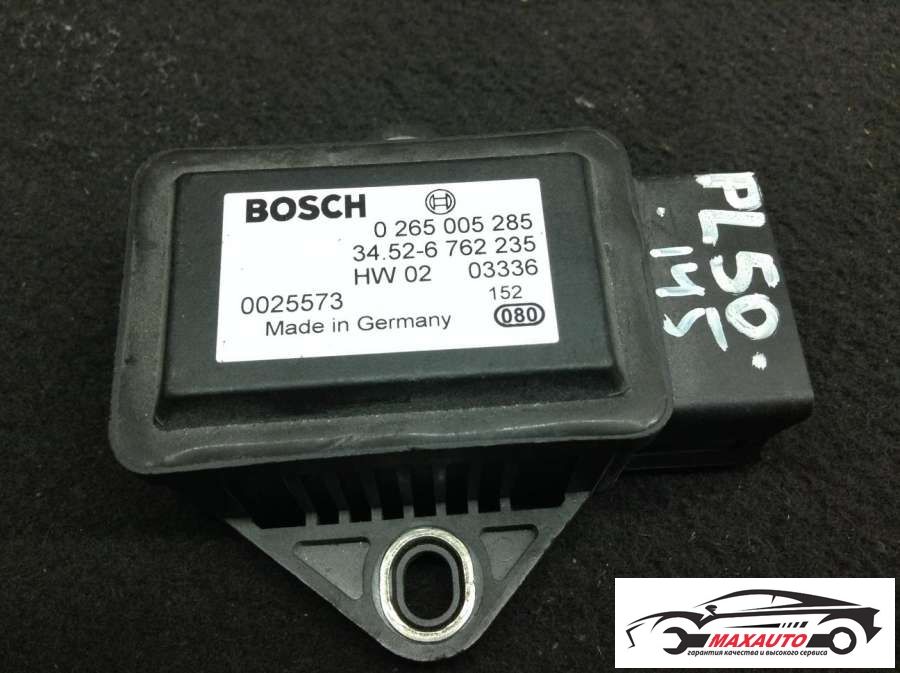 BOSCH
0 265 005 285
34.52-6 762 235
HW 02 03336
0025573 152
Made in Germany 080
PL50.
.145
MAXAUTO
гарантия качества и высокого сервиса